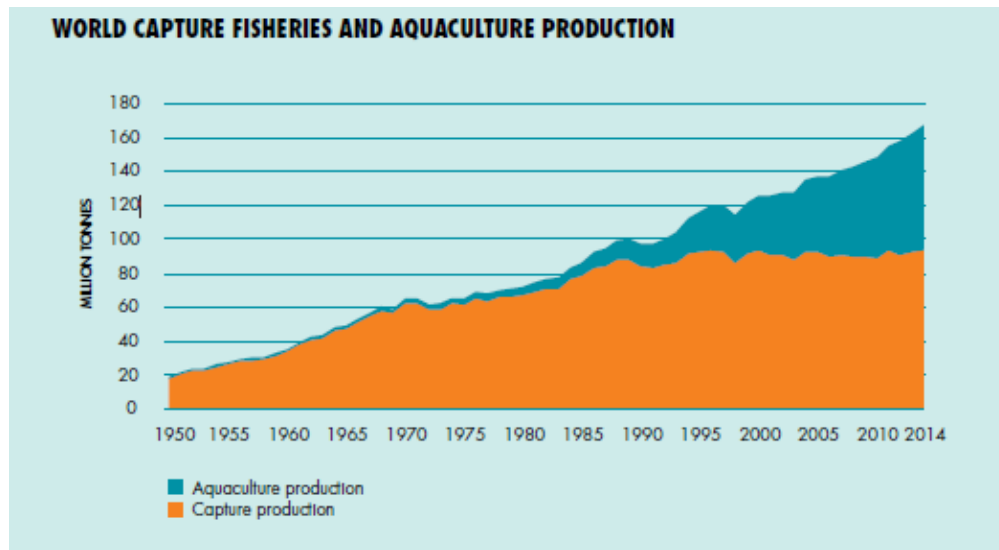 WORLD CAPTURE FISHERIES AND AQUACULTURE PRODUCTION
180
160
140
120
100
80
60
40
20
0
MILLION TONNES
1950 1955 1960 1965 1970 1975 1980 1985 1990 1995 2000 2005 2010 2014
Aquaculture production
Capture production